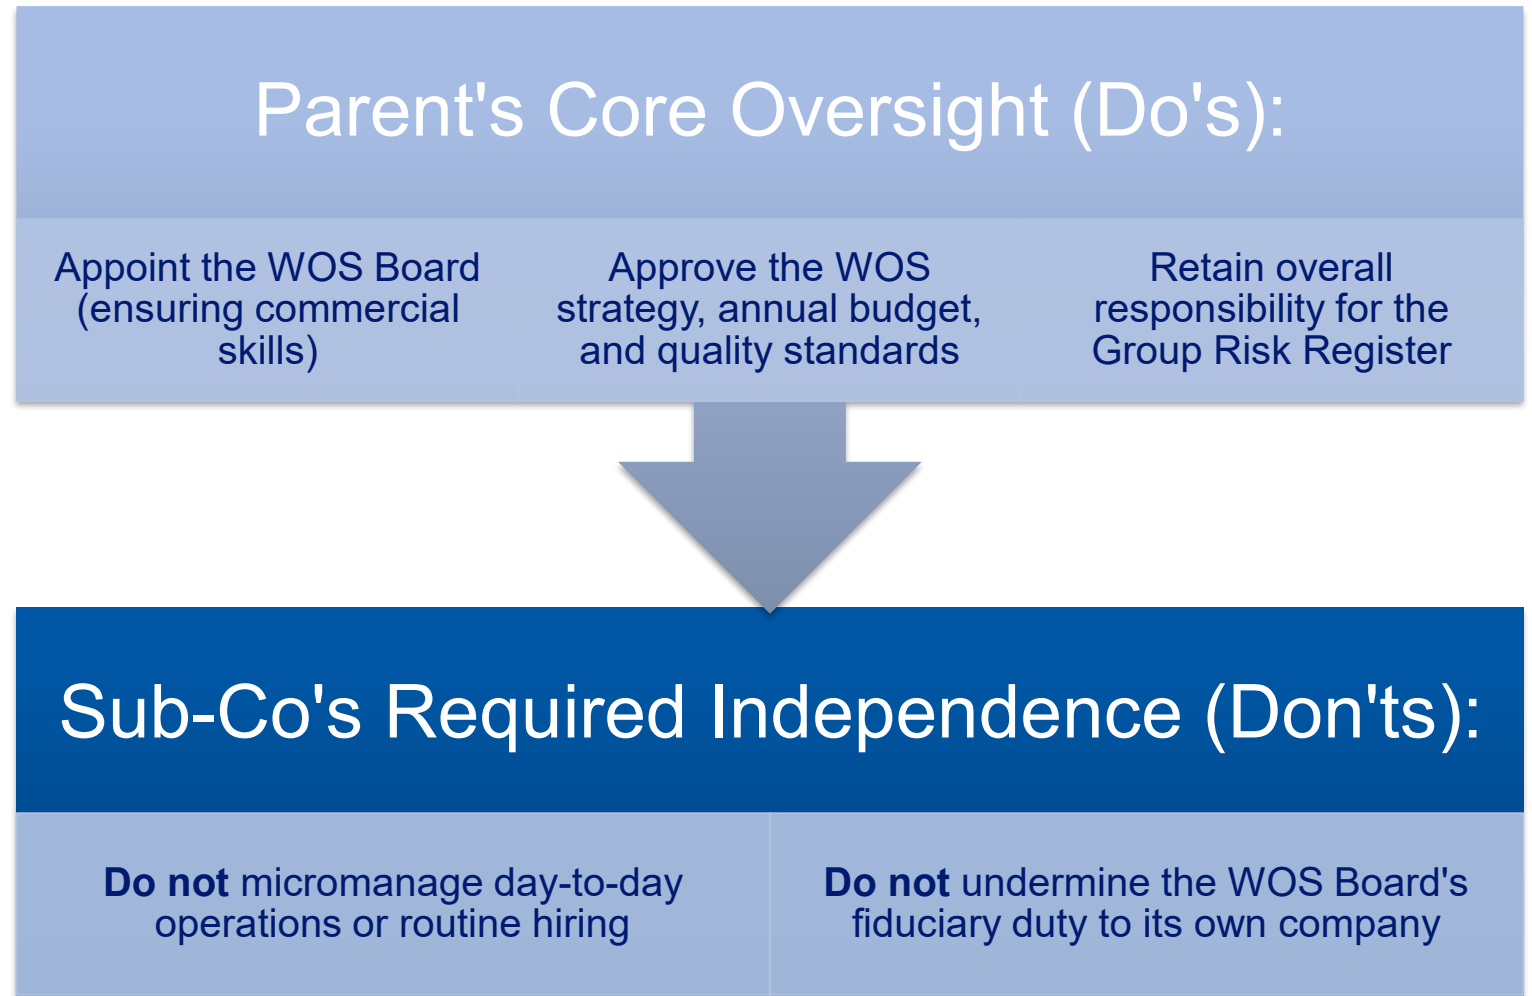 Parent's Core Oversight (Do's):
Appoint the WOS Board
(ensuring commercial
skills)
Approve the WOS
strategy, annual budget,
and quality standards
Retain overall
responsibility for the
Group Risk Register
Sub-Co's Required Independence (Don'ts):
Do not micromanage day-to-day
operations or routine hiring
Do not undermine the WOS Board's
fiduciary duty to its own company